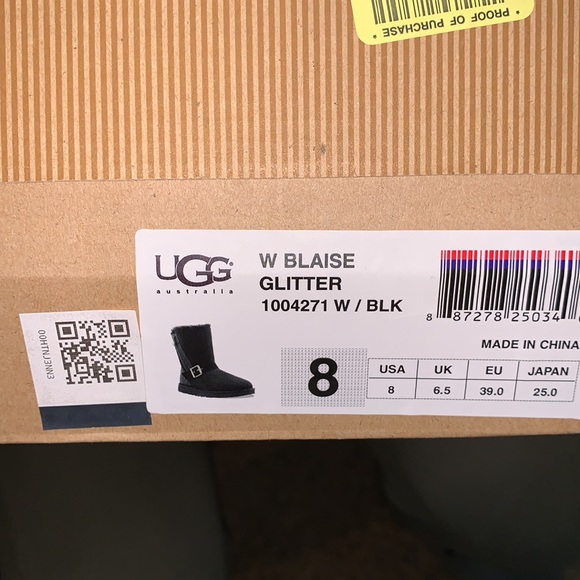 • PROOF OF PURCHASE •
UGG®
australia
W BLAISE
GLITTER
1004271 W / BLK
8 87278 25034
MADE IN CHINA
8
USA UK EU JAPAN
8 6.5 39.0 25.0